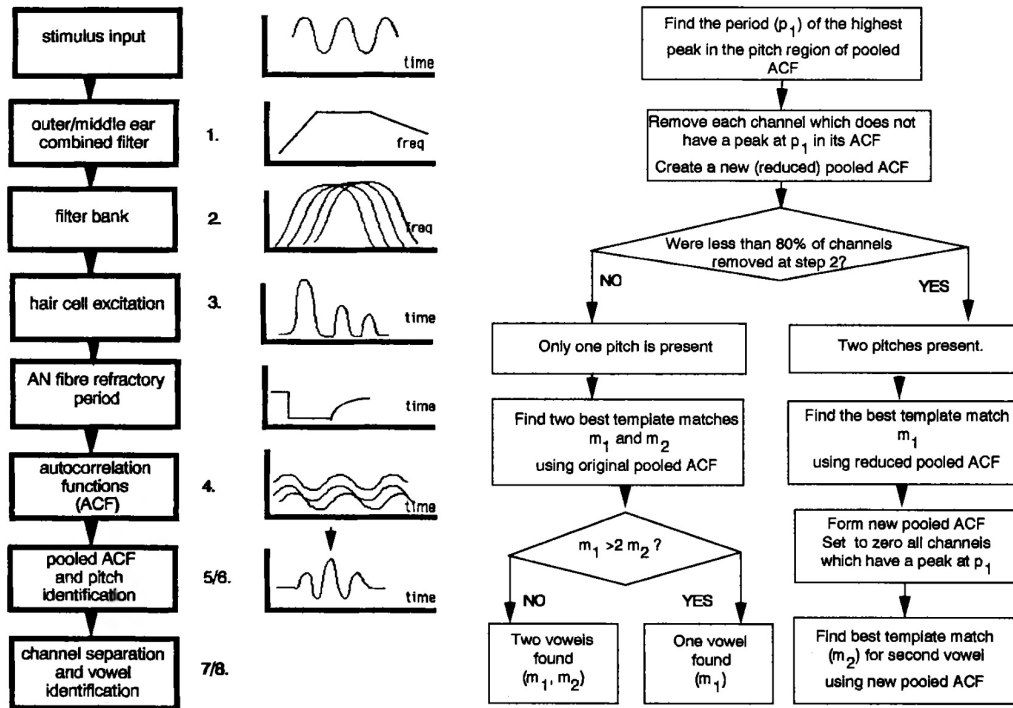 stimulus input
time
outer/middle ear
combined filter
1.
freq
filter bank
2.
freq
hair cell excitation
3.
time
AN fibre refractory
period
time
autocorrelation
functions
(ACF)
4.
time
pooled ACF
and pitch
identification
5/6.
time
channel separation
and vowel
identification
7/8.
Find the period (p1) of the highest
peak in the pitch region of pooled
ACF
Remove each channel which does not
have a peak at p1 in its ACF
Create a new (reduced) pooled ACF
Were less than 80% of channels
removed at step 2?
NO
YES
Only one pitch is present
Two pitches present.
Find two best template matches
m1 and m2
using original pooled ACF
Find the best template match
m1
using reduced pooled ACF
m1 >2 m2 ?
Form new pooled ACF
Set to zero all channels
which have a peak at p1
NO
YES
Two vowels
found
(m1, m2)
One vowel
found
(m1)
Find best template match
(m2) for second vowel
using new pooled ACF